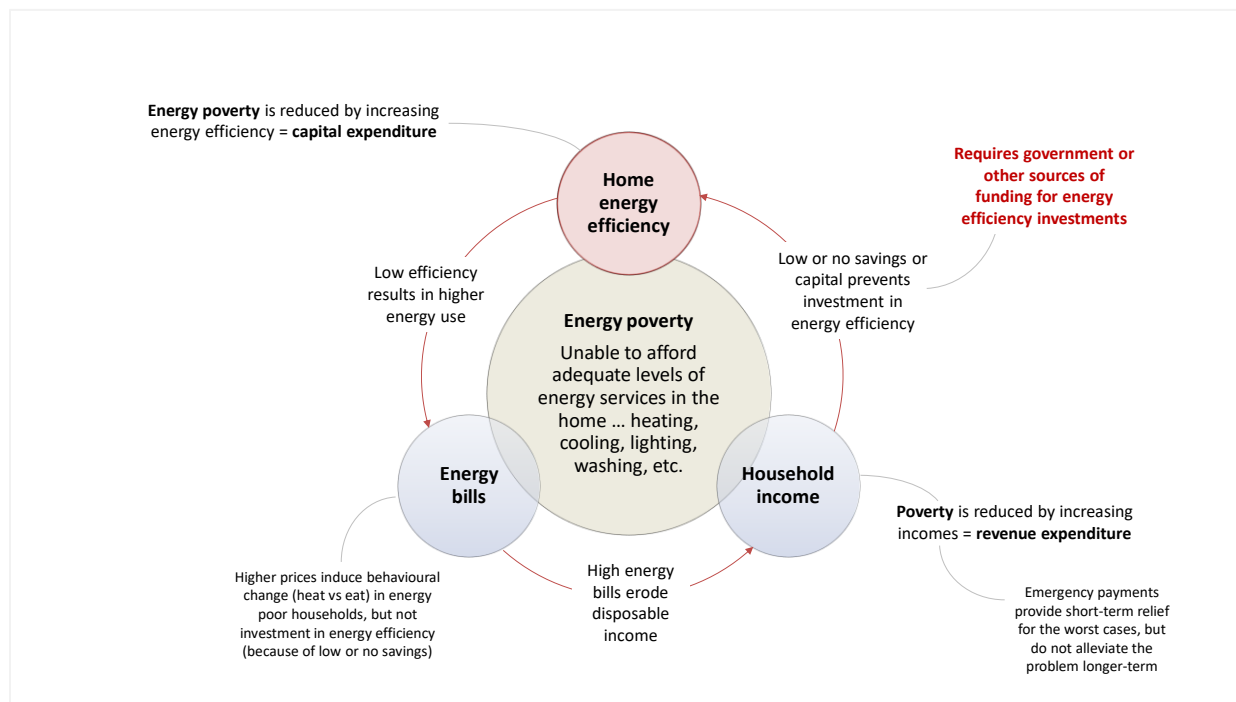 Energy poverty is reduced by increasing
energy efficiency = capital expenditure
Home
energy
efficiency
Requires government or
other sources of
funding for energy
efficiency investments
Low efficiency
results in higher
energy use
Low or no savings or
capital prevents
investment in
energy efficiency
Energy poverty
Unable to afford
adequate levels of
energy services in the
home ... heating,
cooling, lighting,
washing, etc.
Energy
bills
Household
income
Poverty is reduced by increasing
incomes = revenue expenditure
Higher prices induce behavioural
change (heat vs eat) in energy
poor households, but not
investment in energy efficiency
(because of low or no savings)
High energy
bills erode
disposable
income
Emergency payments
provide short-term relief
for the worst cases, but
do not alleviate the
problem longer-term